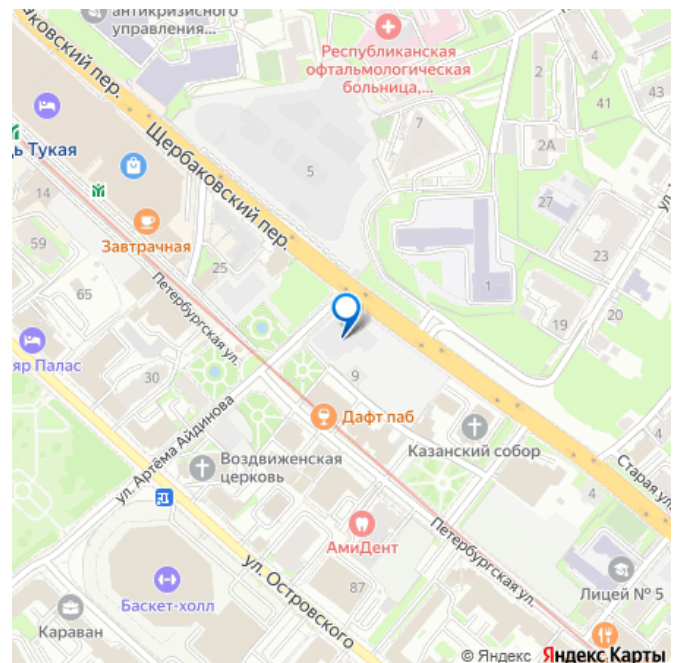 антикризисного
управления...
Республиканская
офтальмологическая
больница,...
аковский пер.
4
2
41
43
7
2А
дь Тукая
Щербаковский пер.
5
14
27
Завтрачная
25
23
59
1
65
Петербургская ул.
20
19
яр Палас
30
9
Дафт паб
ул. Артёма Айдинова
Казанский собор
Воздвиженская
церковь
4
Старая ул
4
АмиДент
Петербургская ул.
ул. Островского
87
Баскет-холл
Лицей № 5
Караван
© Яндекс Яндекс Карты